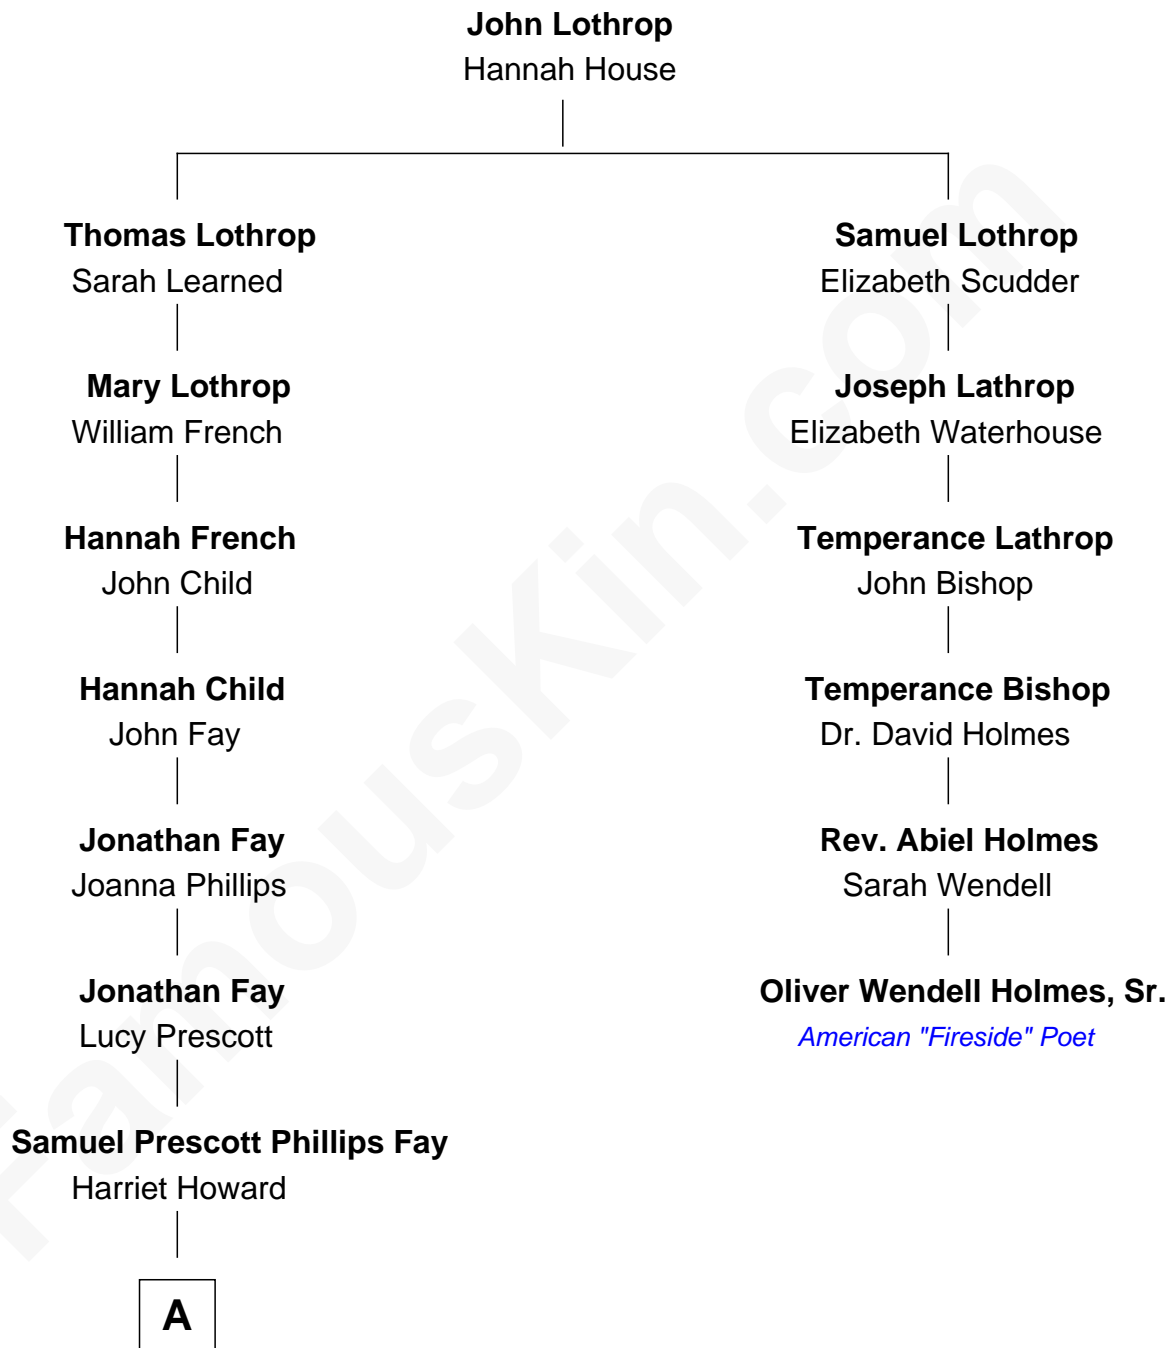 John Lothrop
Hannah House
Thomas Lothrop
Sarah Learned
Samuel Lothrop
Elizabeth Scudder
Mary Lothrop
William French
Joseph Lathrop
Elizabeth Waterhouse
Hannah French
John Child
Temperance Lathrop
John Bishop
Hannah Child
John Fay
Temperance Bishop
Dr. David Holmes
Jonathan Fay
Joanna Phillips
Rev. Abiel Holmes
Sarah Wendell
Jonathan Fay
Lucy Prescott
Oliver Wendell Holmes, Sr.
American "Fireside" Poet
Samuel Prescott Phillips Fay
Harriet Howard
A
FamousKin.com